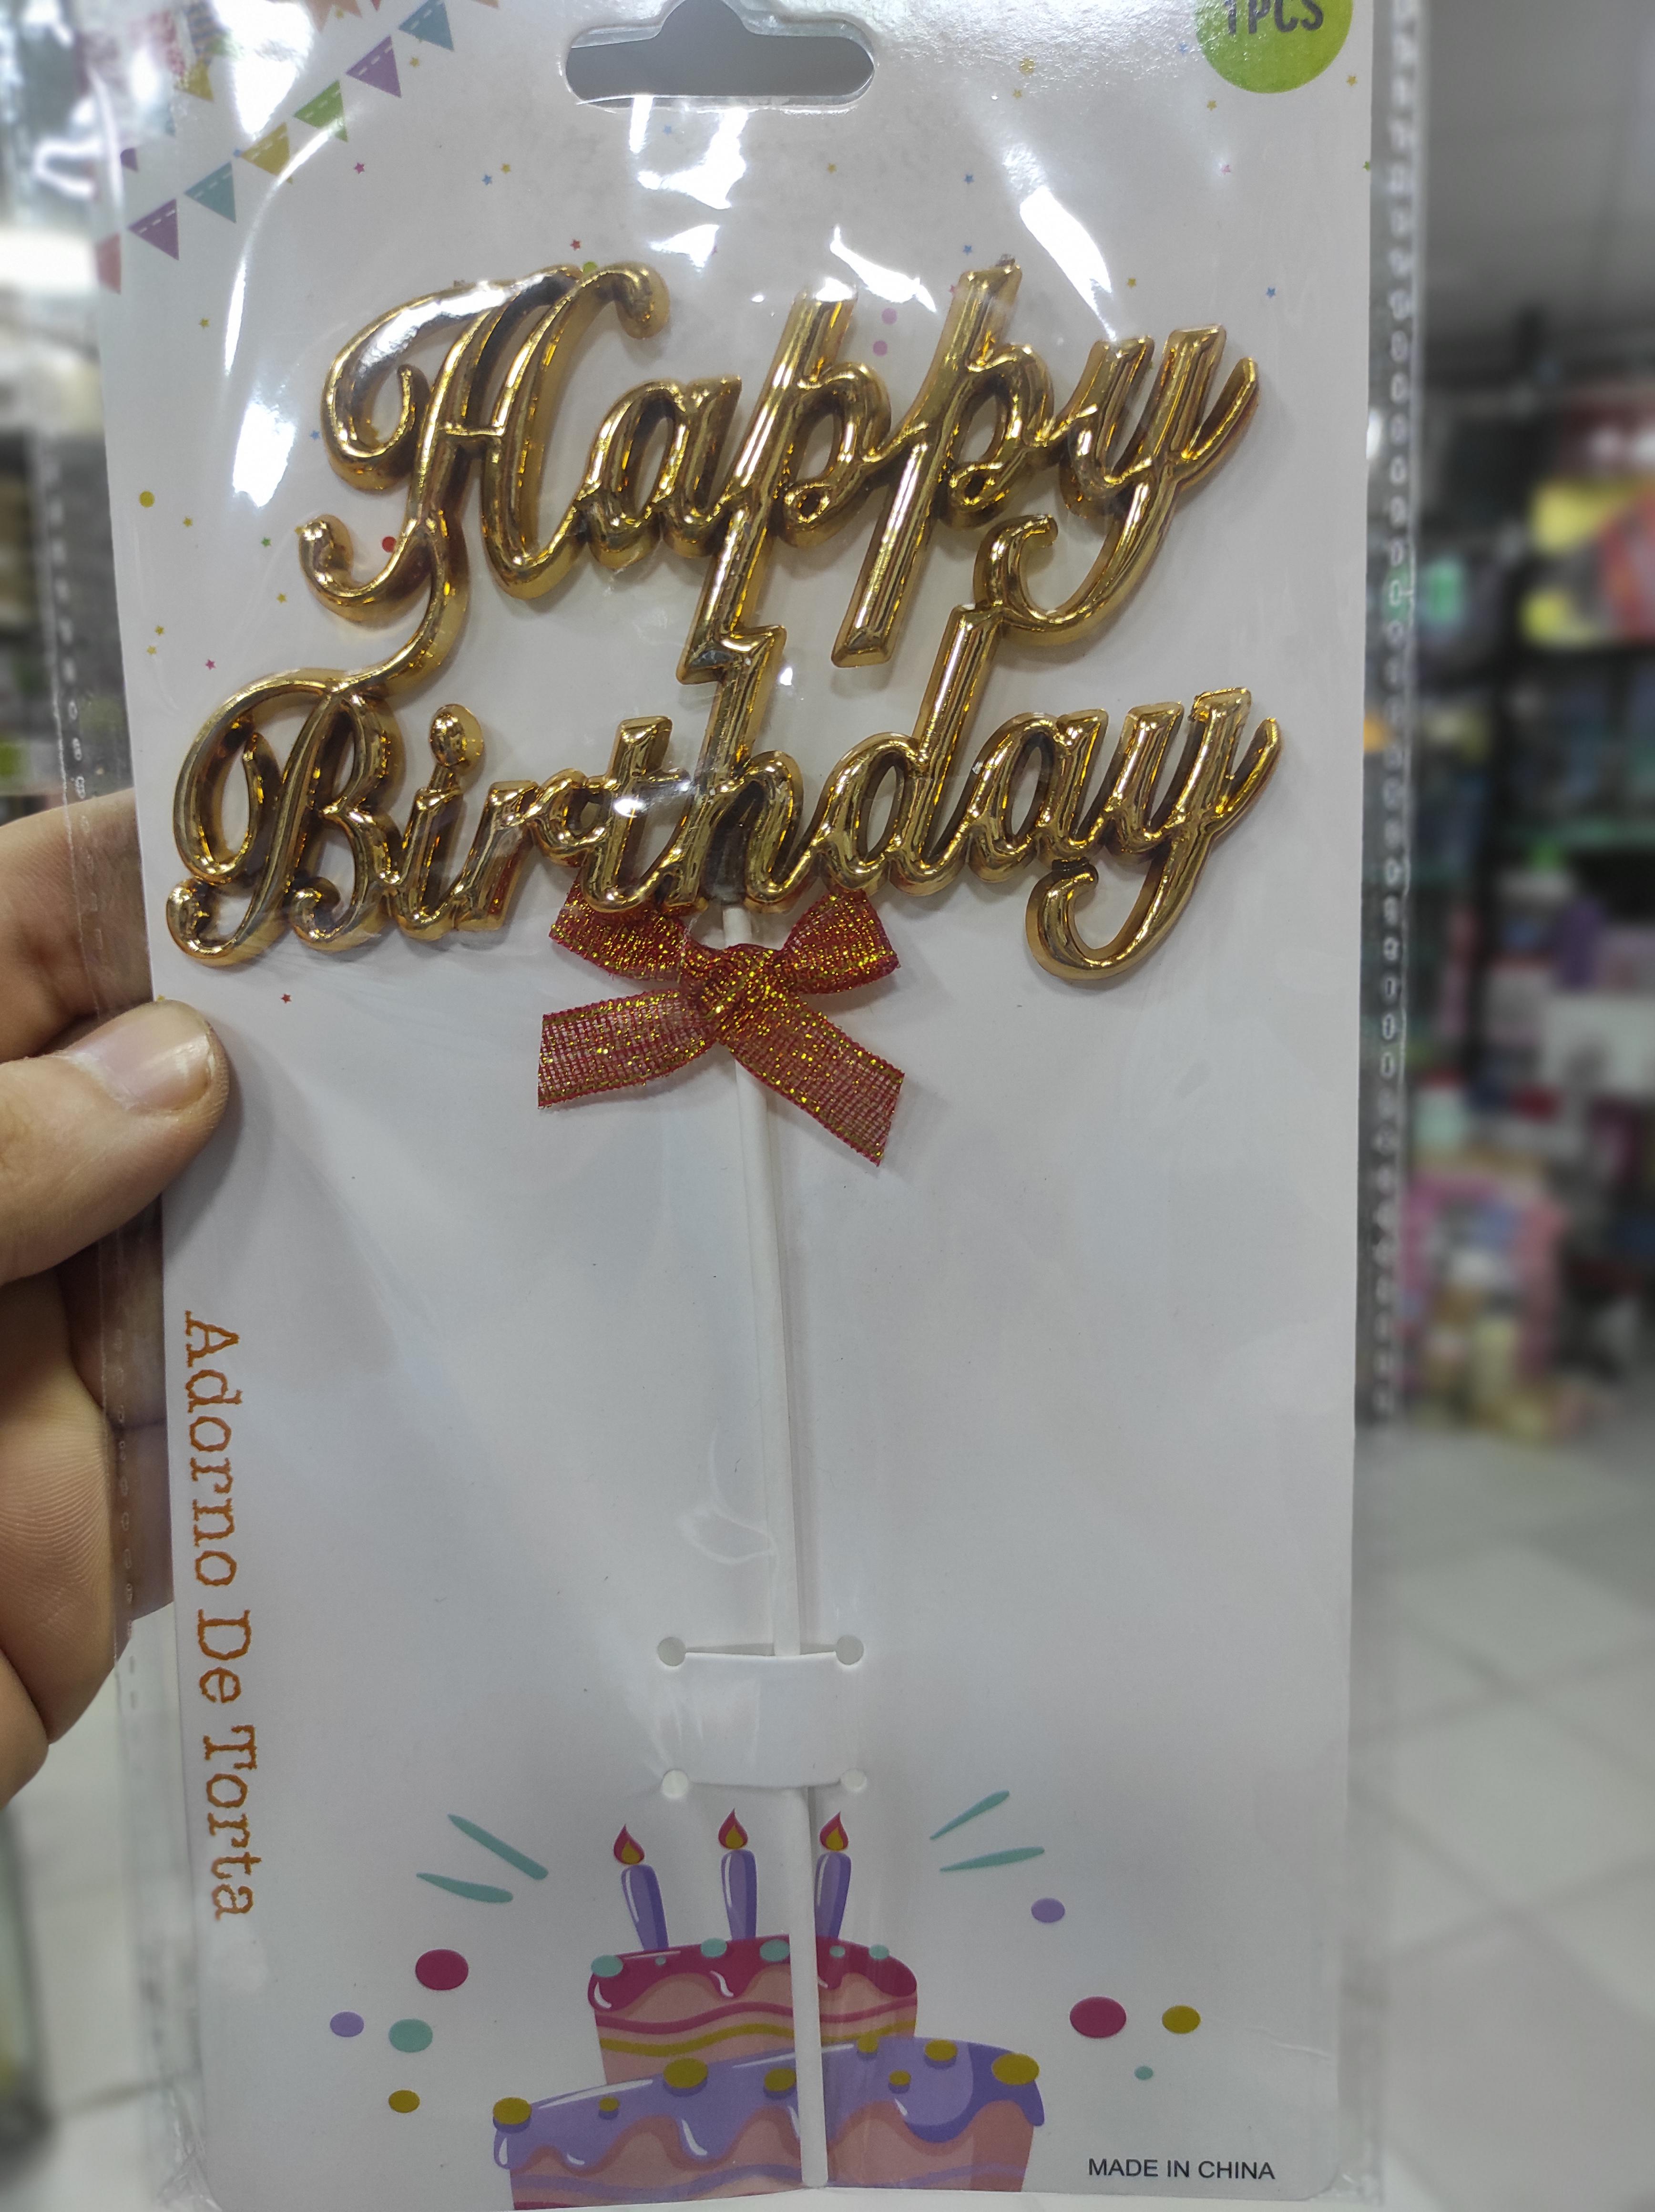 1PCS
Happy
Birthday
Adorno De Torta
MADE IN CHINA